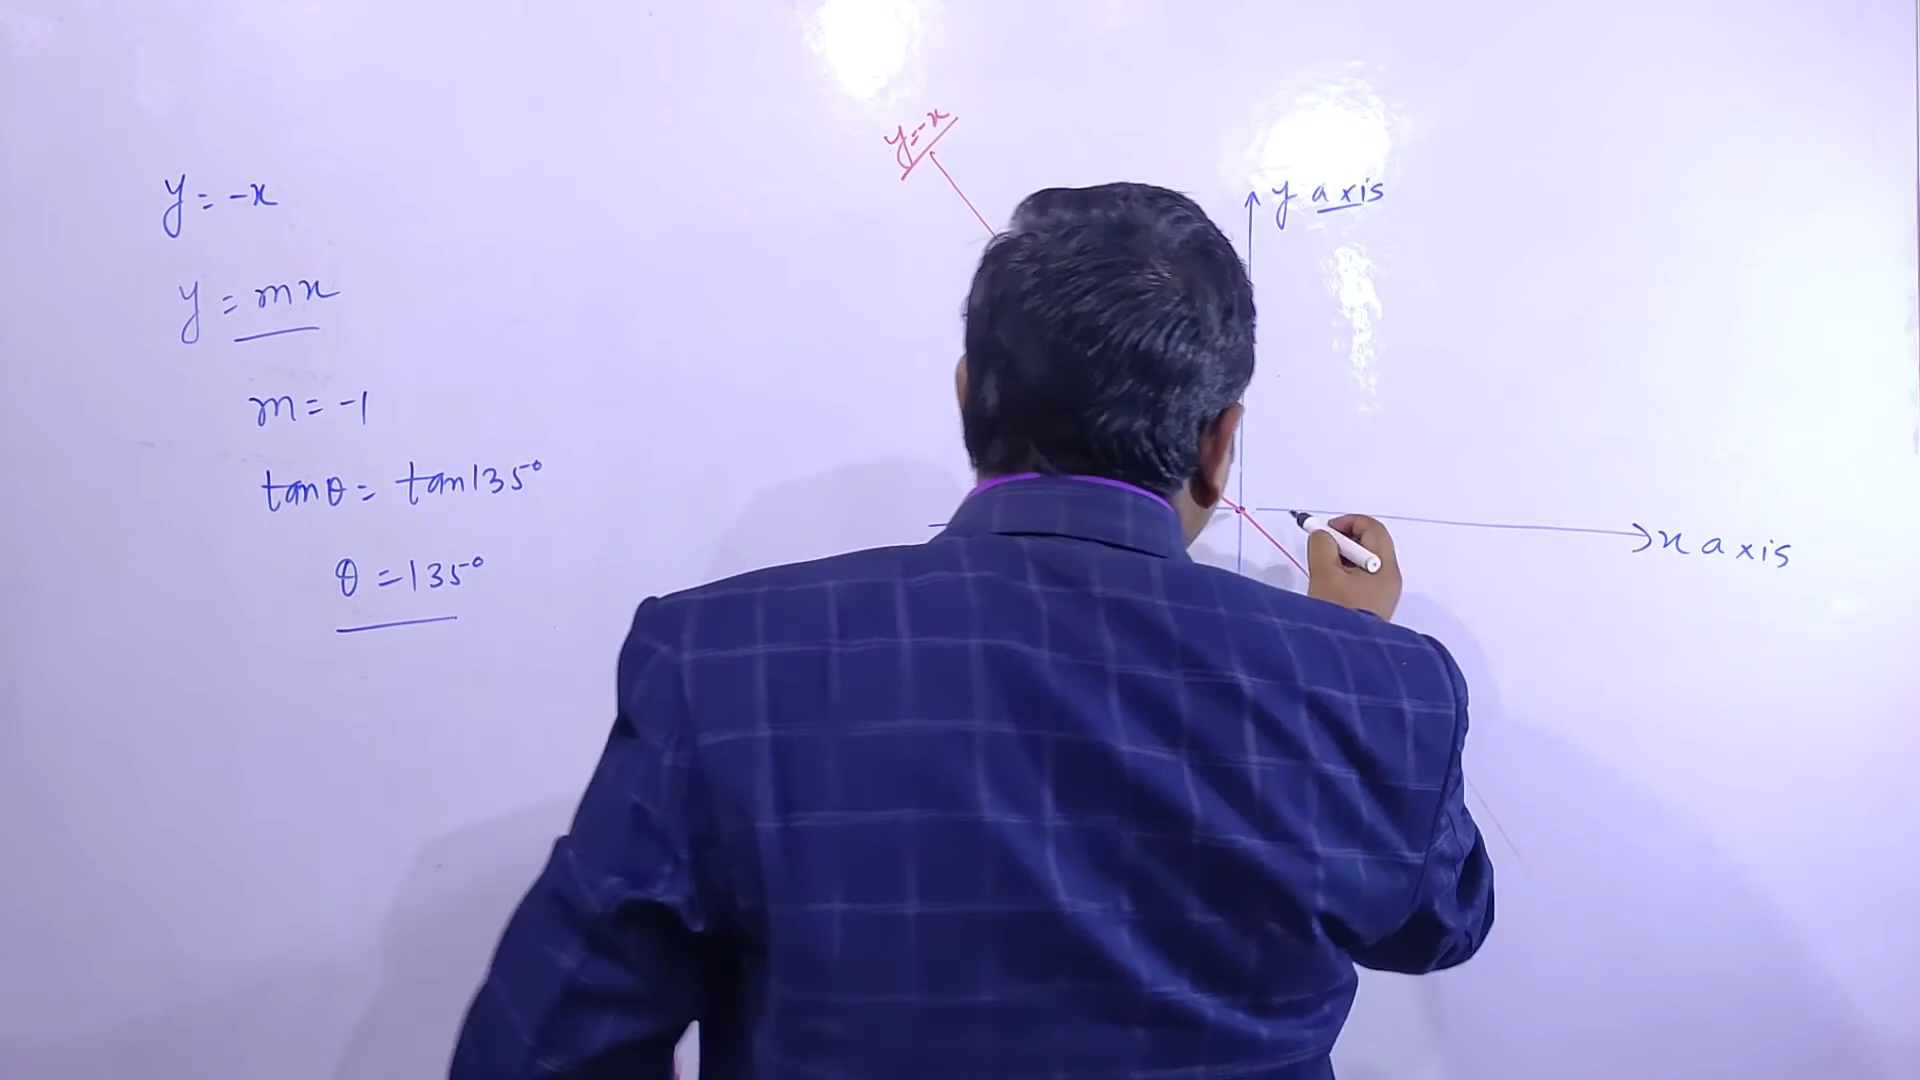 y = -x
y = mx
m = -1
tanθ = tan135°
θ = 135°
y=-x
y axis
x axis